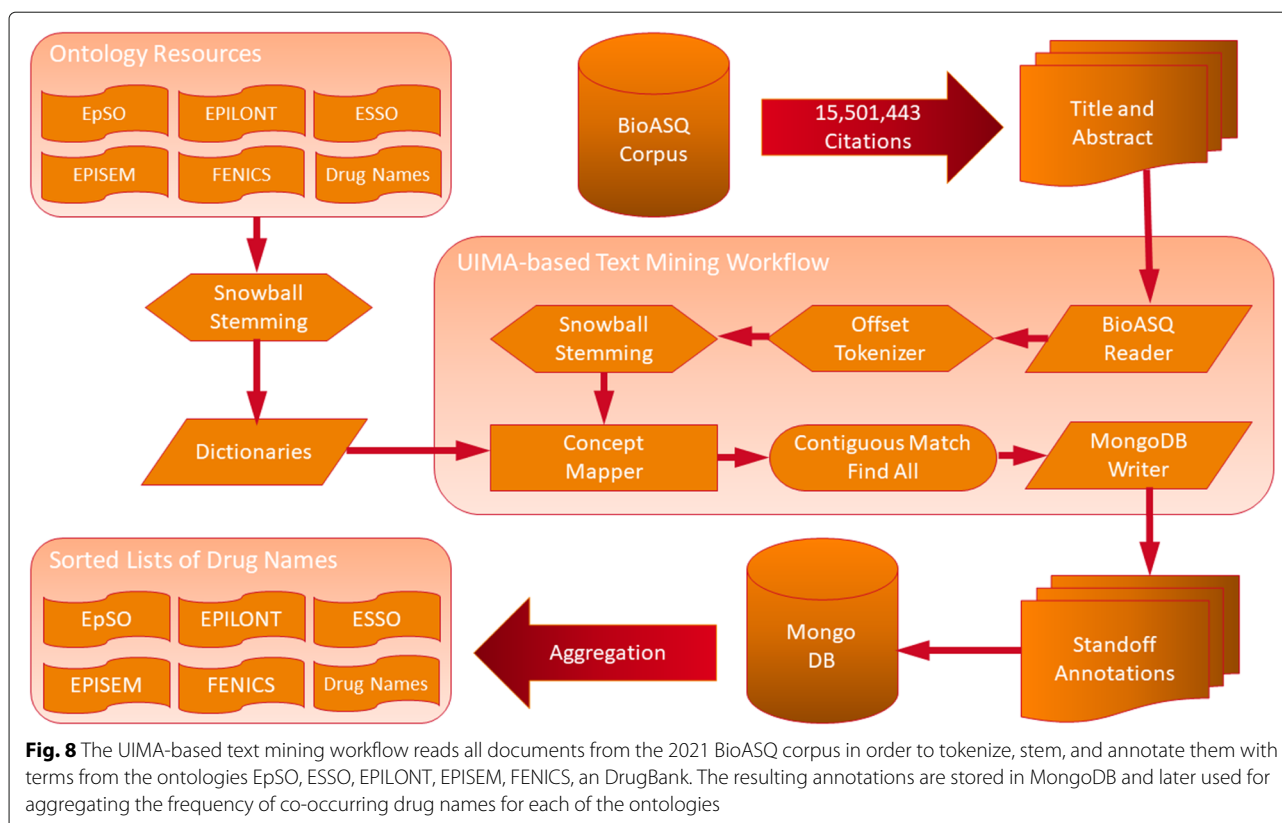 Ontology Resources
EpSO
EPILONT
ESSO
EPISEM
FENICS
Drug Names
BioASQ
Corpus
15,501,443
Citations
Title and
Abstract
Snowball
Stemming
Dictionaries
UIMA-based Text Mining Workflow
Snowball
Stemming
Offset
Tokenizer
BioASQ
Reader
Concept
Mapper
Contiguous Match
Find All
MongoDB
Writer
Sorted Lists of Drug Names
EpSO
EPILONT
ESSO
EPISEM
FENICS
Drug Names
Aggregation
Mongo
DB
Standoff
Annotations
Fig. 8 The UIMA-based text mining workflow reads all documents from the 2021 BioASQ corpus in order to tokenize, stem, and annotate them with
terms from the ontologies EpSO, ESSO, EPILONT, EPISEM, FENICS, an DrugBank. The resulting annotations are stored in MongoDB and later used for
aggregating the frequency of co-occurring drug names for each of the ontologies